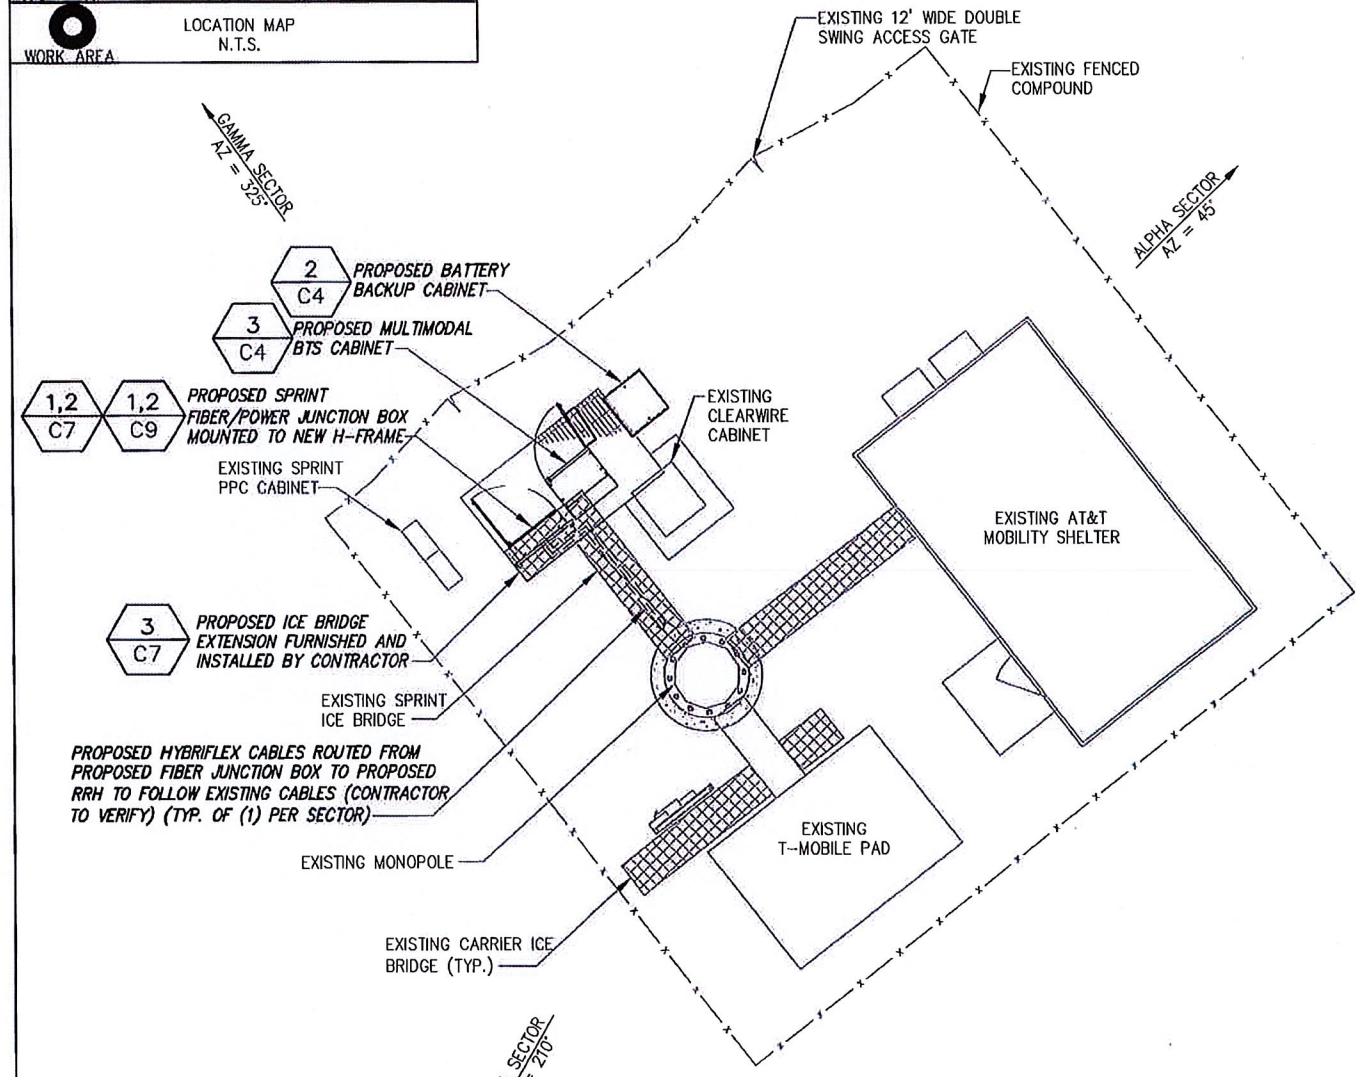 LOCATION MAP
N.T.S.
WORK AREA
EXISTING 12' WIDE DOUBLE
SWING ACCESS GATE
EXISTING FENCED
COMPOUND
GAMMA SECTOR
AZ = 325°
ALPHA SECTOR
AZ = 45°
2
C4
PROPOSED BATTERY
BACKUP CABINET
3
C4
PROPOSED MULTIMODAL
BTS CABINET
1,2
C7
1,2
C9
PROPOSED SPRINT
FIBER/POWER JUNCTION BOX
MOUNTED TO NEW H-FRAME
EXISTING
CLEARWIRE
CABINET
EXISTING SPRINT
PPC CABINET
EXISTING AT&T
MOBILITY SHELTER
3
C7
PROPOSED ICE BRIDGE
EXTENSION FURNISHED AND
INSTALLED BY CONTRACTOR
EXISTING SPRINT
ICE BRIDGE
PROPOSED HYBRIFLEX CABLES ROUTED FROM
PROPOSED FIBER JUNCTION BOX TO PROPOSED
RRH TO FOLLOW EXISTING CABLES (CONTRACTOR
TO VERIFY) (TYP. OF (1) PER SECTOR)
EXISTING
T-MOBILE PAD
EXISTING MONOPOLE
EXISTING CARRIER ICE
BRIDGE (TYP.)
SECTOR
= 210°